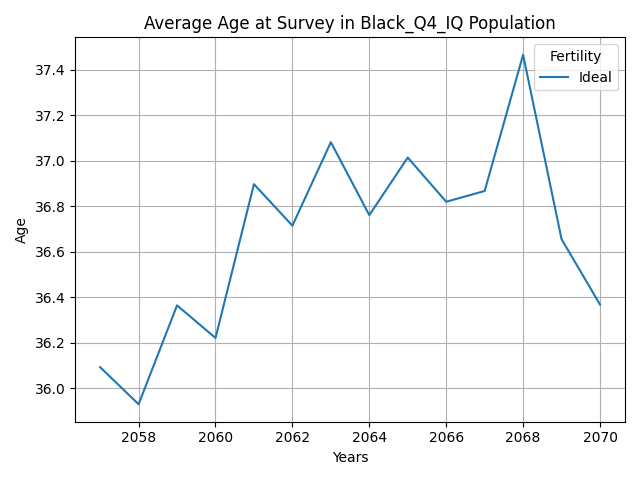 Average Age at Survey in Black_Q4_IQ Population
Fertility
Ideal
37.4
37.2
37.0
36.8
36.6
36.4
36.2
36.0
Age
2058 2060 2062 2064 2066 2068 2070
Years